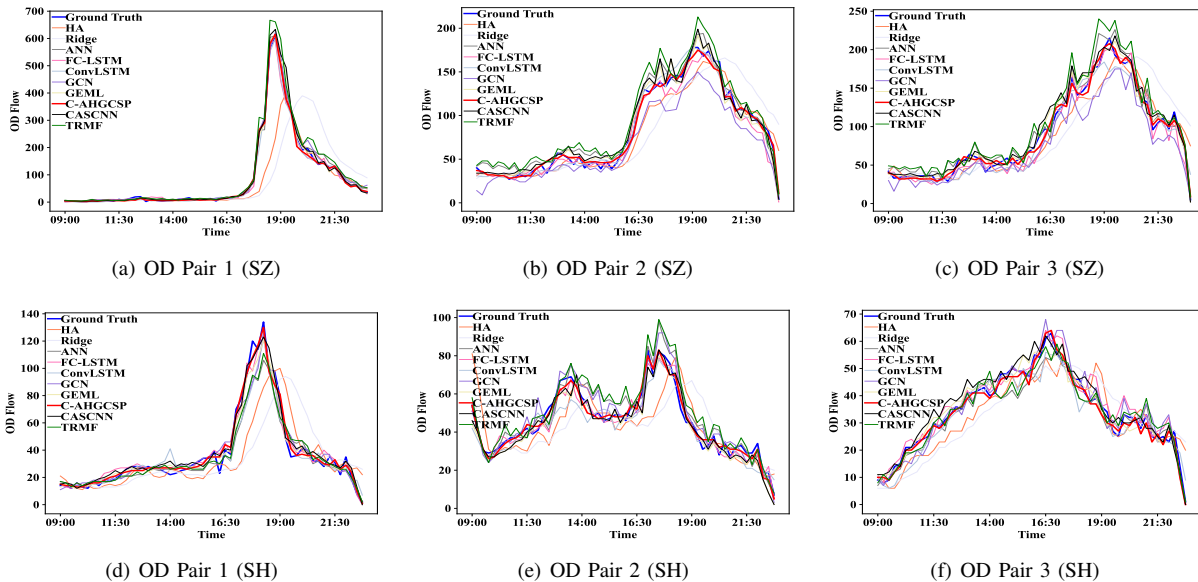 700
600
500
400
300
200
100
0
OD Flow
Ground Truth
HA
Ridge
ANN
FC-LSTM
ConvLSTM
GCN
GEML
C-AHGCSP
CASCNN
TRMF
09:00 11:30 14:00 16:30 19:00 21:30
Time
(a) OD Pair 1 (SZ)
200
150
100
50
0
OD Flow
Ground Truth
HA
Ridge
ANN
FC-LSTM
ConvLSTM
GCN
GEML
C-AHGCSP
CASCNN
TRMF
09:00 11:30 14:00 16:30 19:00 21:30
Time
(b) OD Pair 2 (SZ)
250
200
150
100
50
0
OD Flow
Ground Truth
HA
Ridge
ANN
FC-LSTM
ConvLSTM
GCN
GEML
C-AHGCSP
CASCNN
TRMF
09:00 11:30 14:00 16:30 19:00 21:30
Time
(c) OD Pair 3 (SZ)
140
120
100
80
60
40
20
0
OD Flow
Ground Truth
HA
Ridge
ANN
FC-LSTM
ConvLSTM
GCN
GEML
C-AHGCSP
CASCNN
TRMF
09:00 11:30 14:00 16:30 19:00 21:30
Time
(d) OD Pair 1 (SH)
100
80
60
40
20
0
OD Flow
Ground Truth
HA
Ridge
ANN
FC-LSTM
ConvLSTM
GCN
GEML
C-AHGCSP
CASCNN
TRMF
09:00 11:30 14:00 16:30 19:00 21:30
Time
(e) OD Pair 2 (SH)
70
60
50
40
30
20
10
0
OD Flow
Ground Truth
HA
Ridge
ANN
FC-LSTM
ConvLSTM
GCN
GEML
C-AHGCSP
CASCNN
TRMF
09:00 11:30 14:00 16:30 19:00 21:30
Time
(f) OD Pair 3 (SH)